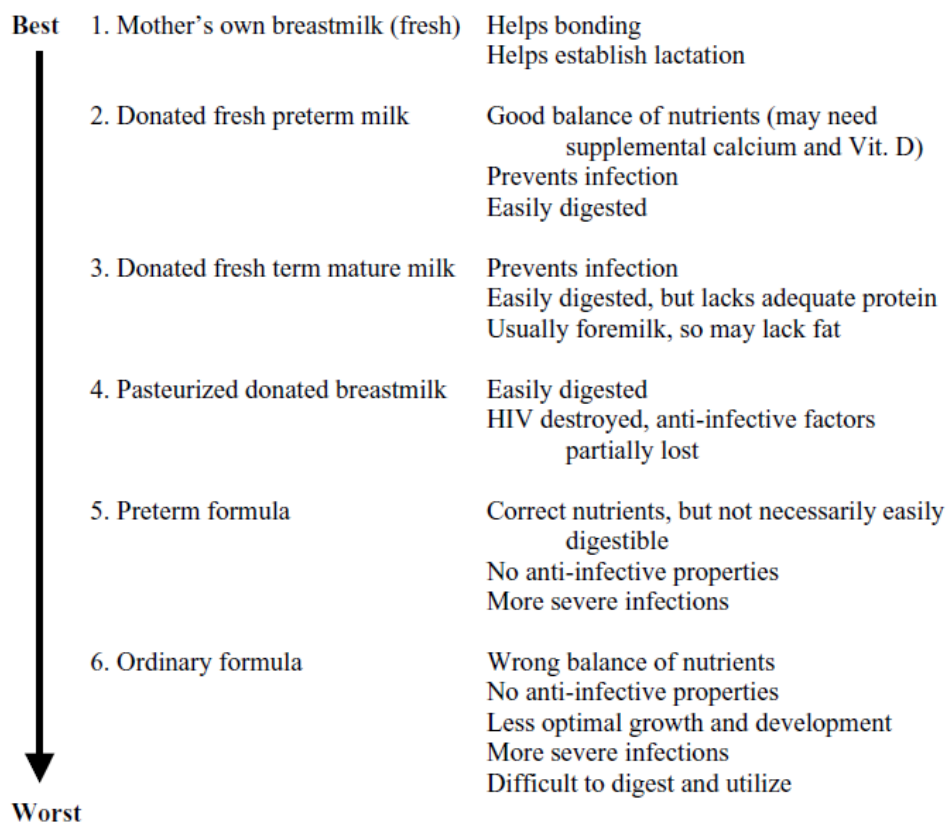 Best 1. Mother's own breastmilk (fresh) Helps bonding
Helps establish lactation
2. Donated fresh preterm milk Good balance of nutrients (may need
supplemental calcium and Vit. D)
Prevents infection
Easily digested
3. Donated fresh term mature milk Prevents infection
Easily digested, but lacks adequate protein
Usually foremilk, so may lack fat
4. Pasteurized donated breastmilk Easily digested
HIV destroyed, anti-infective factors
partially lost
5. Preterm formula Correct nutrients, but not necessarily easily
digestible
No anti-infective properties
More severe infections
6. Ordinary formula Wrong balance of nutrients
No anti-infective properties
Less optimal growth and development
More severe infections
Difficult to digest and utilize
Worst